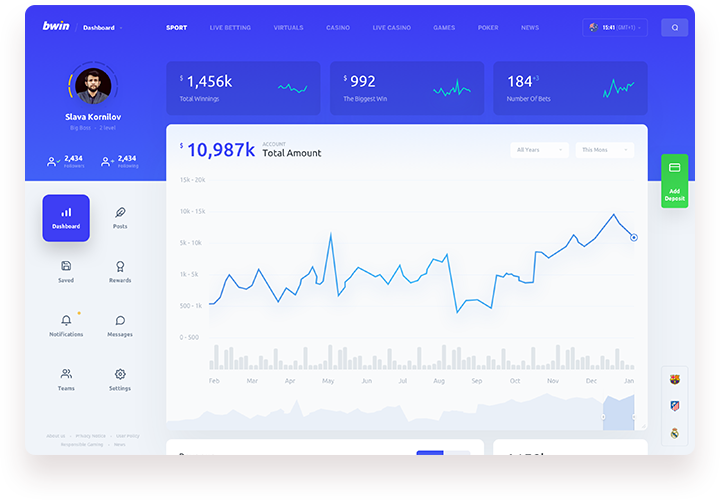 bwin / Dashboard
SPORT LIVE BETTING VIRTUALS CASINO LIVE CASINO GAMES POKER NEWS
15:41 (GMT+1)
Slava Kornilov
Big Boss • 2 level
2,434 Followers
2,434 Following
$ 1,456k
Total Winnings
$ 992
The Biggest Win
184 +3
Number Of Bets
$ 10,987k
ACCOUNT
Total Amount
All Years
This Mons
15k - 20k
10k - 15k
5k - 10k
1k - 5k
500 - 1k
0 - 500
Feb Mar Apr May Jun Jul Aug Sep Oct Nov Dec Jan
Dashboard
Posts
Saved
Rewards
Notifications
Messages
Teams
Settings
About us • Privacy Notice •
Responsible Gaming • News
Add
Deposit